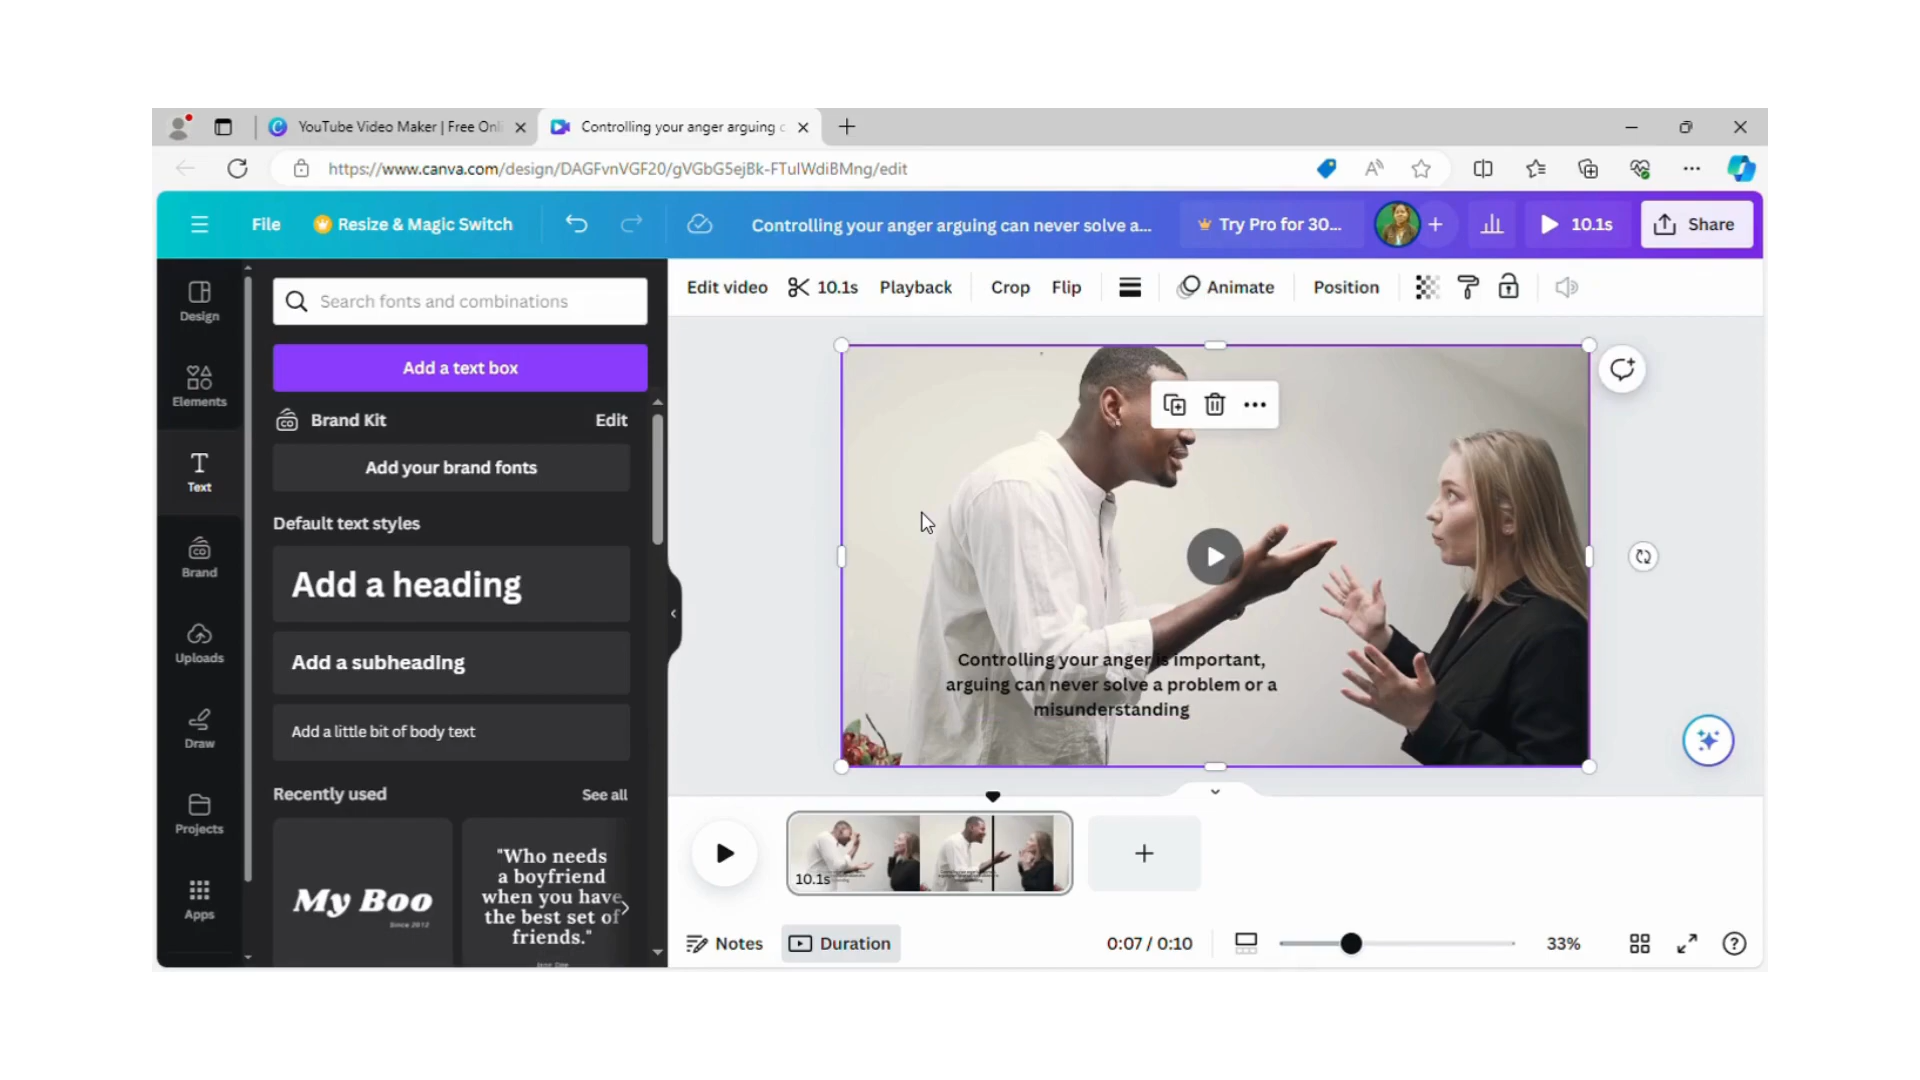 YouTube Video Maker | Free Onl
Controlling your anger arguing c
https://www.canva.com/design/DAGFvnVGF20/gVGbG5ejBk-FTulWdiBMng/edit
File
Resize & Magic Switch
Controlling your anger arguing can never solve a...
Try Pro for 30...
10.1s
Share
Design
Elements
Text
Brand
Uploads
Draw
Projects
Apps
Search fonts and combinations
Add a text box
Brand Kit
Edit
Add your brand fonts
Default text styles
Add a heading
Add a subheading
Add a little bit of body text
Recently used
See all
My Boo
Since 2012
"Who needs
a boyfriend
when you have
the best set of
friends."
Edit video
10.1s
Playback
Crop
Flip
Animate
Position
Controlling your anger is important,
arguing can never solve a problem or a
misunderstanding
10.1s
Notes
Duration
0:07 / 0:10
33%